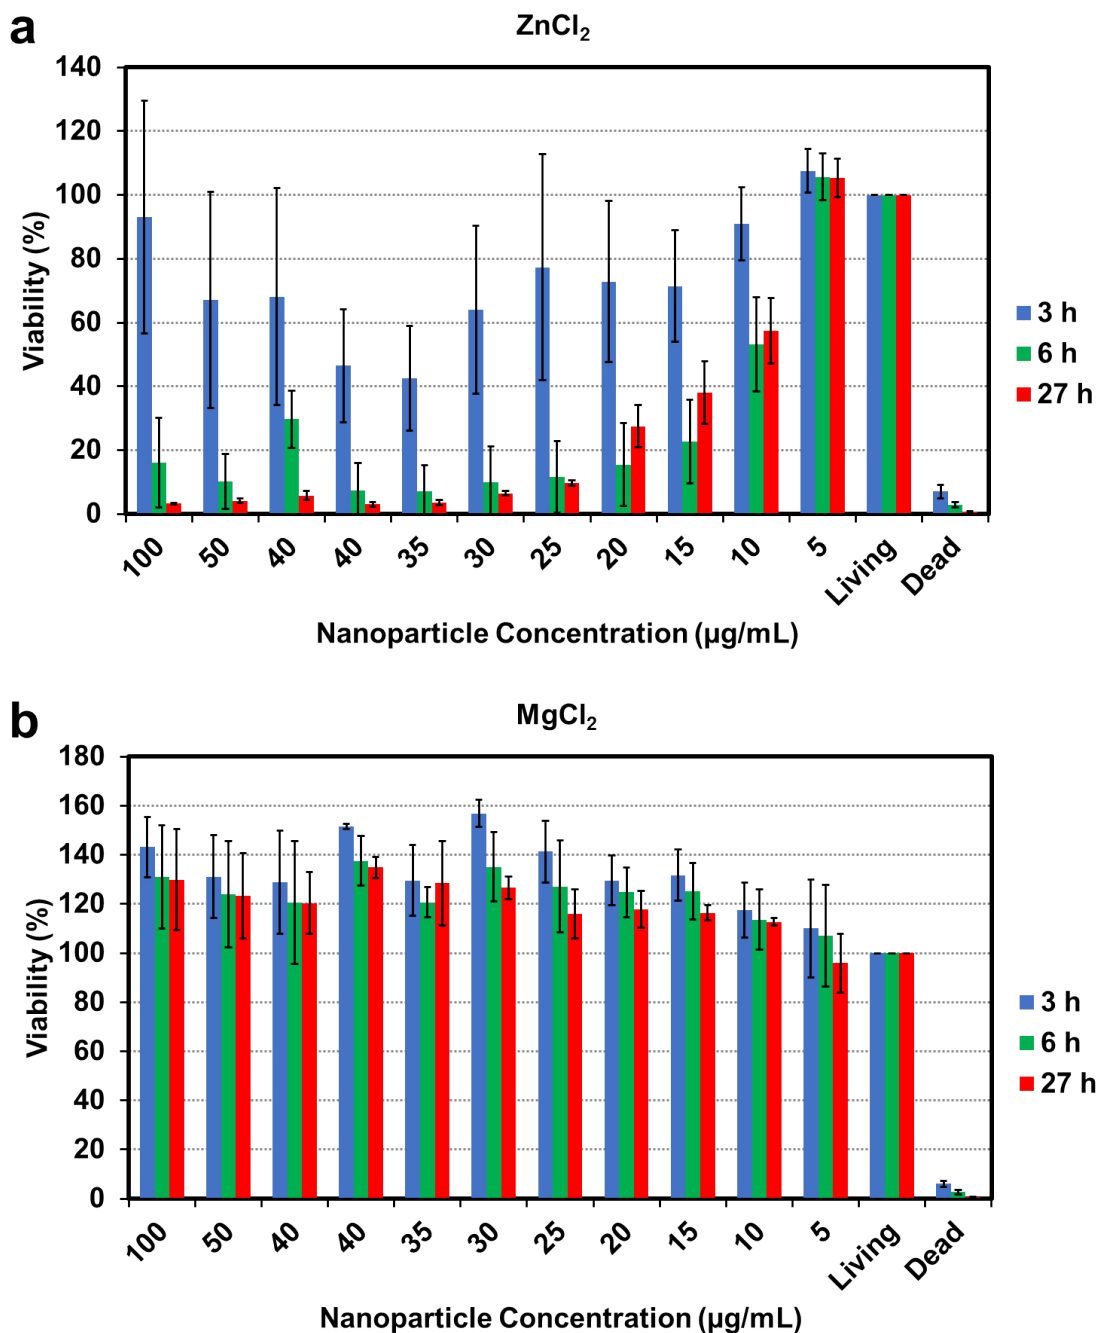 a
ZnCl₂
140
120
100
80
60
40
20
0
Viability (%)
100 50 40 40 35 30 25 20 15 10 5 Living Dead
Nanoparticle Concentration (µg/mL)
3 h
6 h
27 h
b
MgCl₂
180
160
140
120
100
80
60
40
20
0
Viability (%)
100 50 40 40 35 30 25 20 15 10 5 Living Dead
Nanoparticle Concentration (µg/mL)
3 h
6 h
27 h